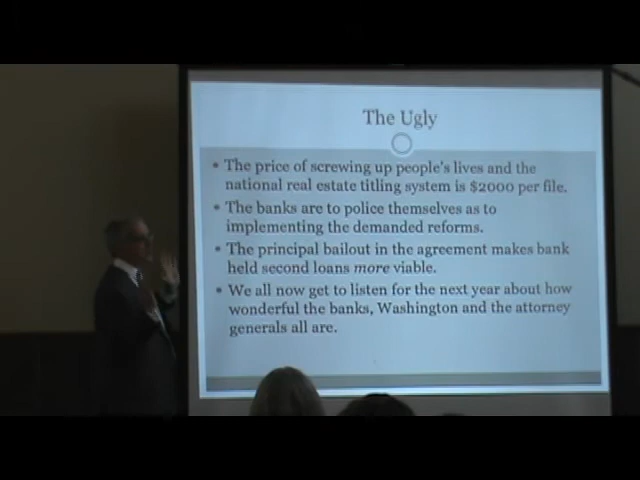 The Ugly
• The price of screwing up people's lives and the
national real estate titling system is $2000 per file.
• The banks are to police themselves as to
implementing the demanded reforms.
• The principal bailout in the agreement makes bank
held second loans more viable.
• We all now get to listen for the next year about how
wonderful the banks, Washington and the attorney
generals all are.